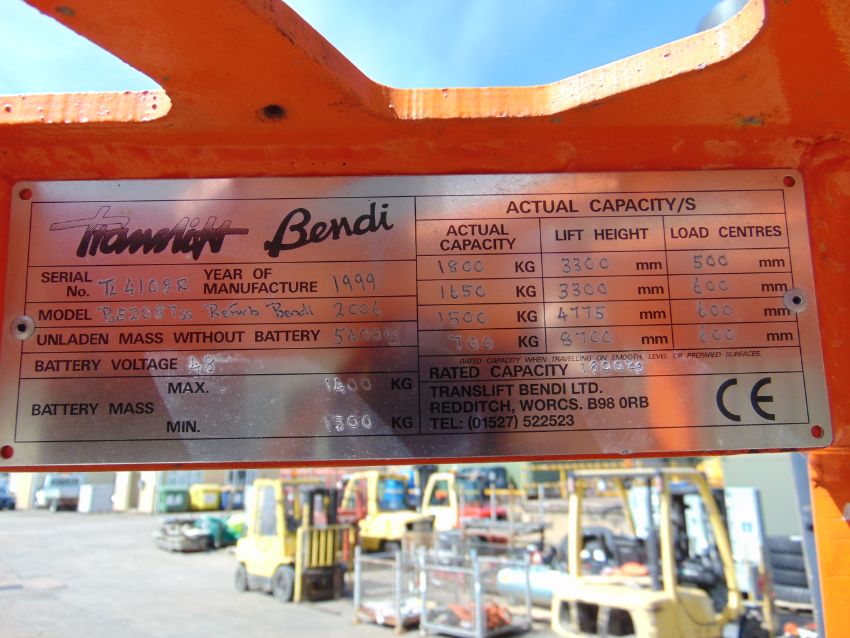 Translift Bendi
SERIAL No. TL4108R YEAR OF MANUFACTURE 1999
MODEL Refurb Bendi 2006
UNLADEN MASS WITHOUT BATTERY 5400kg
BATTERY VOLTAGE 48
BATTERY MASS
MAX. 1400 KG
MIN. 1300 KG
ACTUAL CAPACITY/S
ACTUAL CAPACITY LIFT HEIGHT LOAD CENTRES
1800 KG 3300 mm 500 mm
1650 KG 3300 mm 600 mm
1500 KG 4775 mm 600 mm
700 KG 8700 mm 600 mm
RATED CAPACITY WHEN TRAVELLING ON SMOOTH, LEVEL OR PREPARED SURFACES.
RATED CAPACITY 1800kg
TRANSLIFT BENDI LTD.
REDDITCH, WORCS. B98 0RB
TEL: (01527) 522523
CE